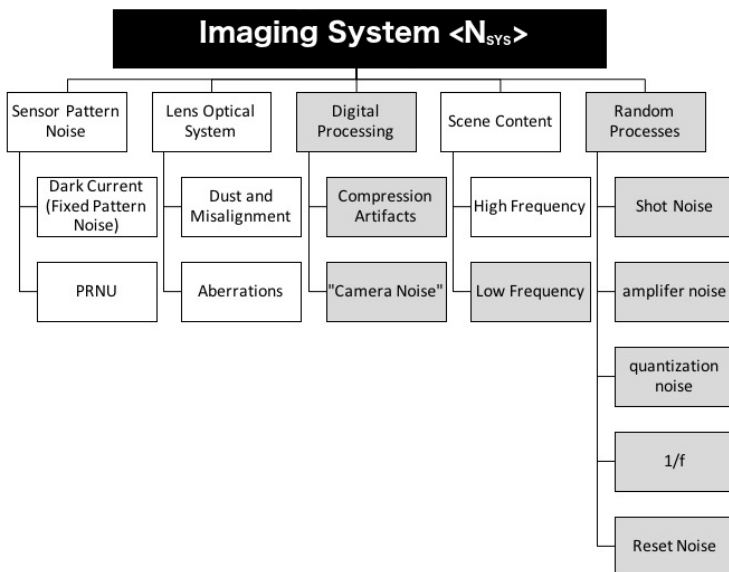 Imaging System <NSYS>
Sensor Pattern
Noise
Lens Optical
System
Digital
Processing
Scene Content
Random
Processes
Dark Current
(Fixed Pattern
Noise)
PRNU
Dust and
Misalignment
Aberrations
Compression
Artifacts
"Camera Noise"
High Frequency
Low Frequency
Shot Noise
amplifer noise
quantization
noise
1/f
Reset Noise